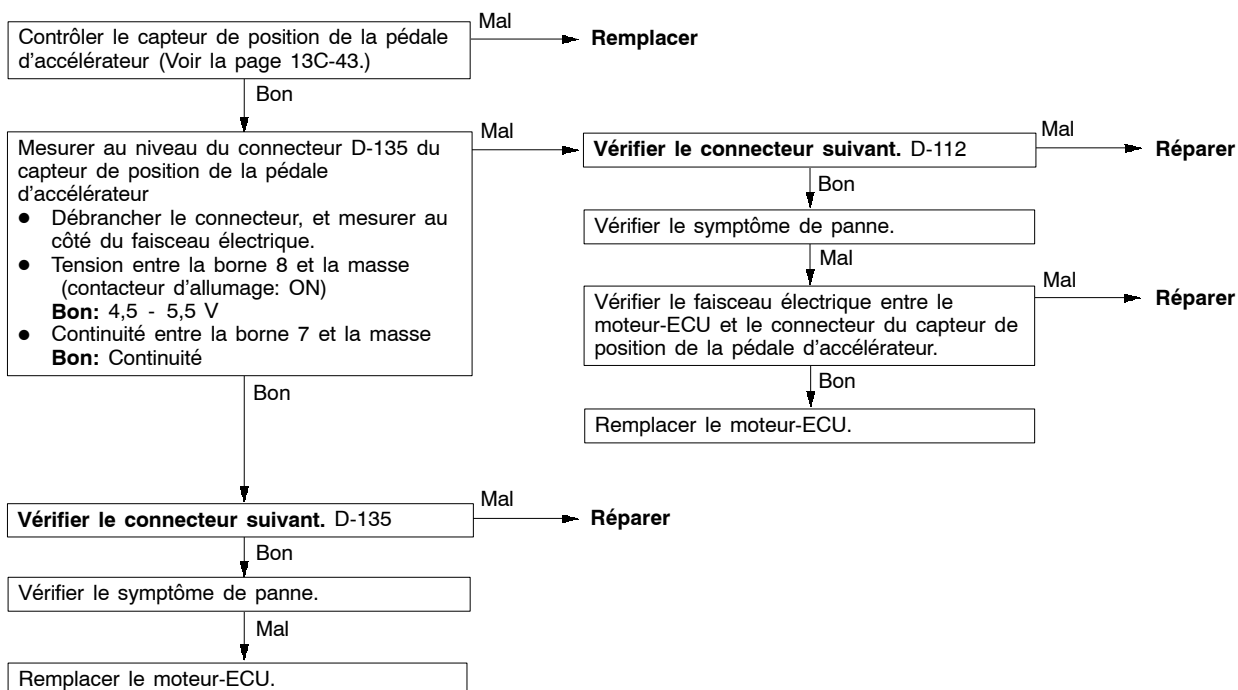 Contrôler le capteur de position de la pédale
d'accélérateur (Voir la page 13C-43.)
Mal
Remplacer
Bon
Mesurer au niveau du connecteur D-135 du
capteur de position de la pédale
d'accélérateur
● Débrancher le connecteur, et mesurer au
côté du faisceau électrique.
● Tension entre la borne 8 et la masse
(contacteur d'allumage: ON)
Bon: 4,5 - 5,5 V
● Continuité entre la borne 7 et la masse
Bon: Continuité
Mal
Vérifier le connecteur suivant. D-112
Mal
Réparer
Bon
Vérifier le symptôme de panne.
Mal
Vérifier le faisceau électrique entre le
moteur-ECU et le connecteur du capteur de
position de la pédale d'accélérateur.
Mal
Réparer
Bon
Remplacer le moteur-ECU.
Bon
Vérifier le connecteur suivant. D-135
Mal
Réparer
Bon
Vérifier le symptôme de panne.
Mal
Remplacer le moteur-ECU.